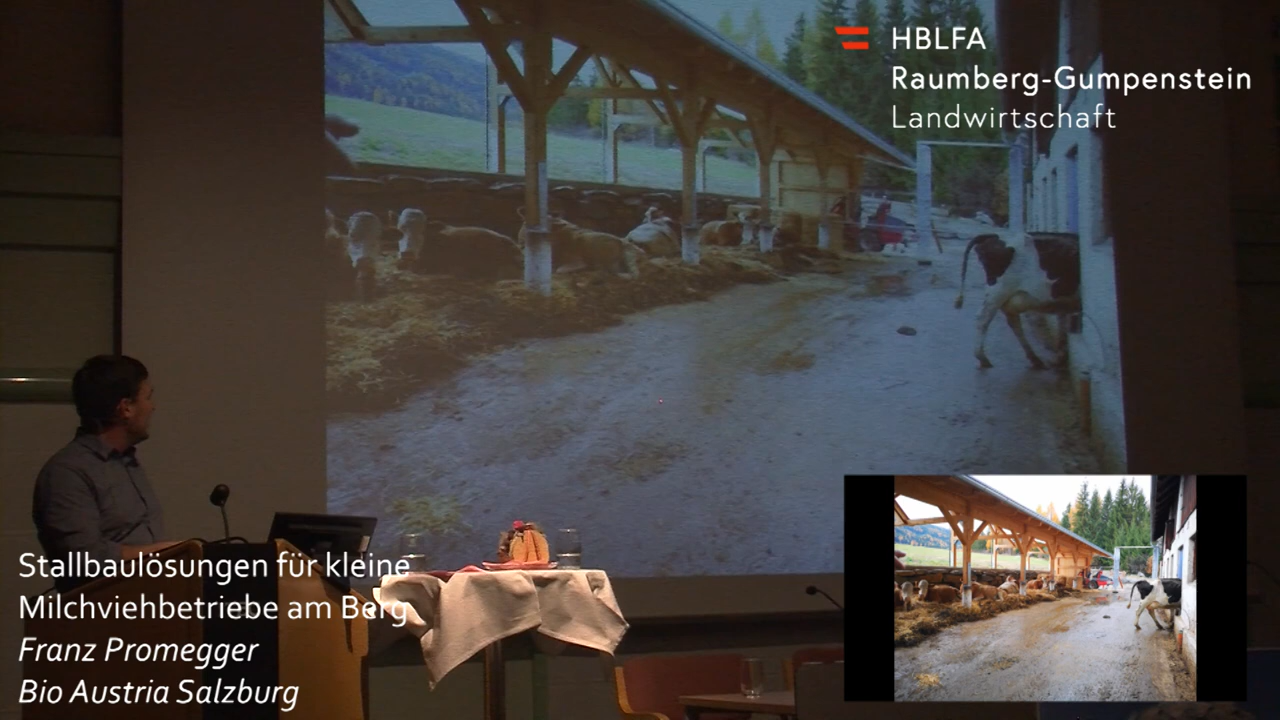 HBLFA
Raumberg-Gumpenstein
Landwirtschaft
Stallbaulösungen für kleine
Milchviehbetriebe am Berg
Franz Promegger
Bio Austria Salzburg